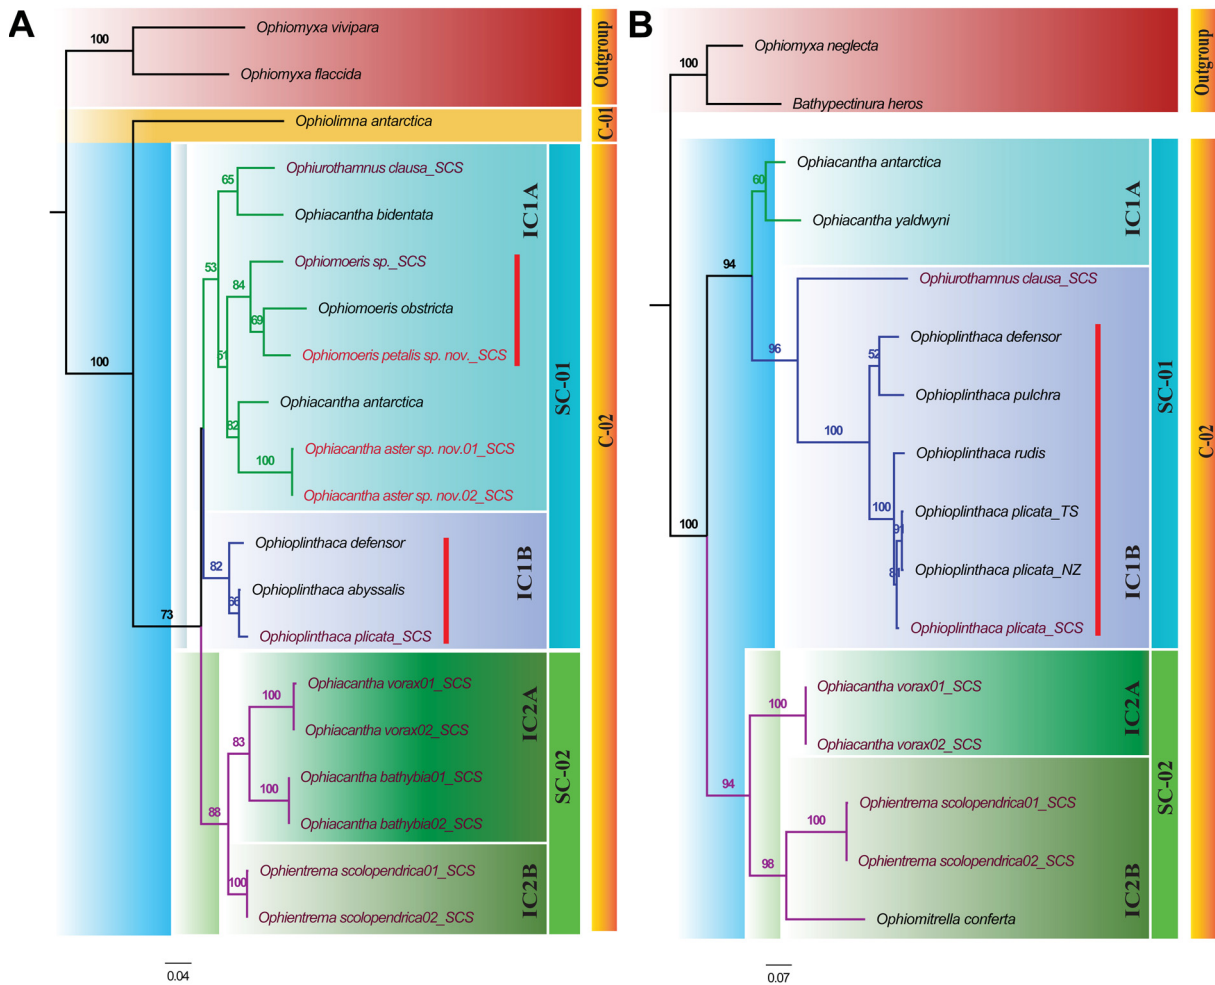 A
Ophiomyxa vivipara
100
Ophiomyxa flaccida
Outgroup
Ophiolimna antarctica
C-01
100
Ophiurothamnus clausa_SCS
65
Ophiacantha bidentata
IC1A
53
Ophiomoeris sp._SCS
84
Ophiomoeris obstricta
69
Ophiomoeris petalis sp. nov._SCS
51
Ophiacantha antarctica
82
Ophiacantha aster sp. nov.01_SCS
100
Ophiacantha aster sp. nov.02_SCS
SC-01
C-02
Ophioplinthaca defensor
82
Ophioplinthaca abyssalis
66
Ophioplinthaca plicata_SCS
IC1B
73
Ophiacantha vorax01_SCS
100
Ophiacantha vorax02_SCS
IC2A
83
Ophiacantha bathybia01_SCS
100
Ophiacantha bathybia02_SCS
88
SC-02
Ophientrema scolopendrica01_SCS
100
Ophientrema scolopendrica02_SCS
IC2B
0.04
B
Ophiomyxa neglecta
100
Bathypectinura heros
Outgroup
Ophiacantha antarctica
60
Ophiacantha yaldwyni
IC1A
94
Ophiurothamnus clausa_SCS
96
Ophioplinthaca defensor
52
Ophioplinthaca pulchra
100
Ophioplinthaca rudis
100
Ophioplinthaca plicata_TS
91
Ophioplinthaca plicata_NZ
Ophioplinthaca plicata_SCS
IC1B
SC-01
C-02
100
Ophiacantha vorax01_SCS
100
Ophiacantha vorax02_SCS
IC2A
94
Ophientrema scolopendrica01_SCS
100
Ophientrema scolopendrica02_SCS
98
Ophiomitrella conferta
IC2B
SC-02
0.07